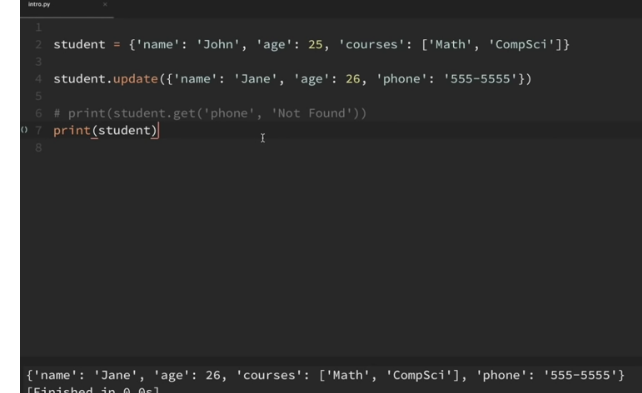 intro.py ×
1
2 student = {'name': 'John', 'age': 25, 'courses': ['Math', 'CompSci']}
3
4 student.update({'name': 'Jane', 'age': 26, 'phone': '555-5555'})
5
6 # print(student.get('phone', 'Not Found'))
() 7 print(student)
8
{'name': 'Jane', 'age': 26, 'courses': ['Math', 'CompSci'], 'phone': '555-5555'}
[Finished in 0.0s]